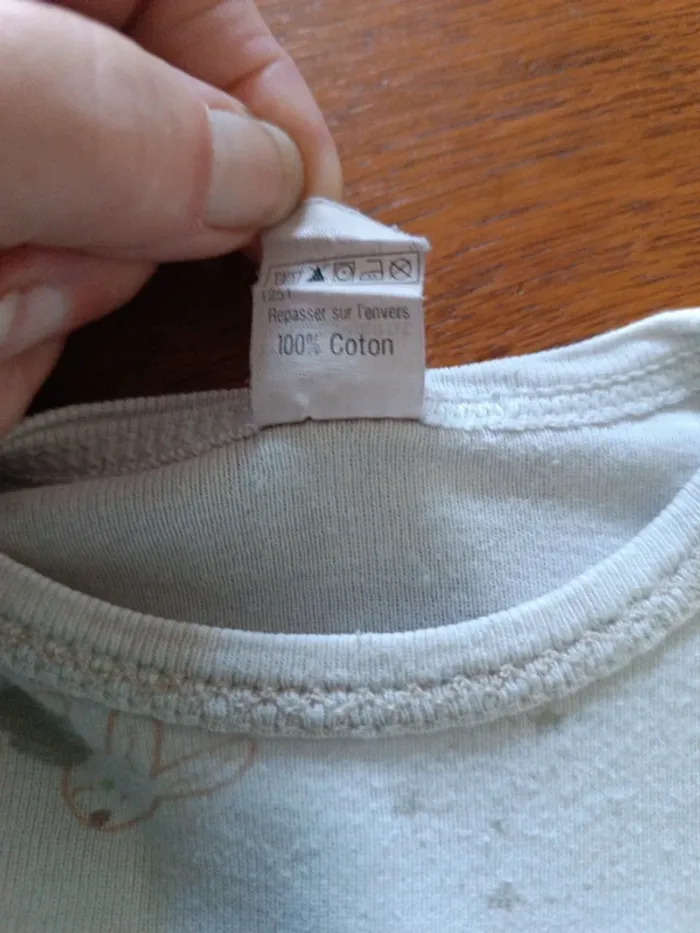 1251
Repasser sur l'envers
100% Coton